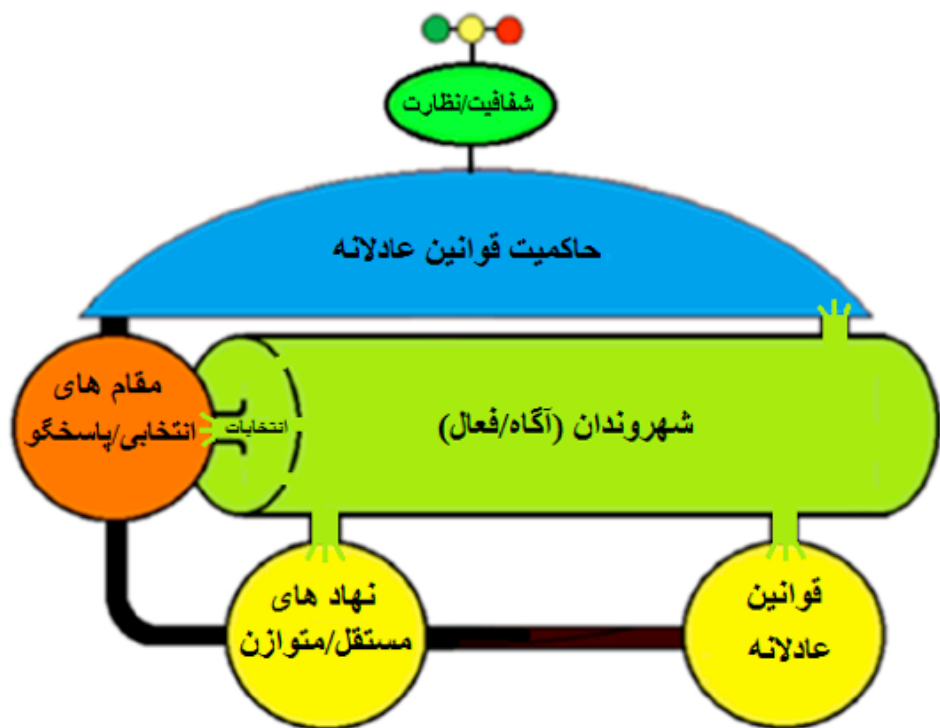 شفافیت/نظارت
حاکمیت قوانین عادلانه
مقام های
انتخابی/پاسخگو
انتخابات
شهروندان (آگاه/فعال)
نهاد های
مستقل/متوازن
قوانین
عادلانه